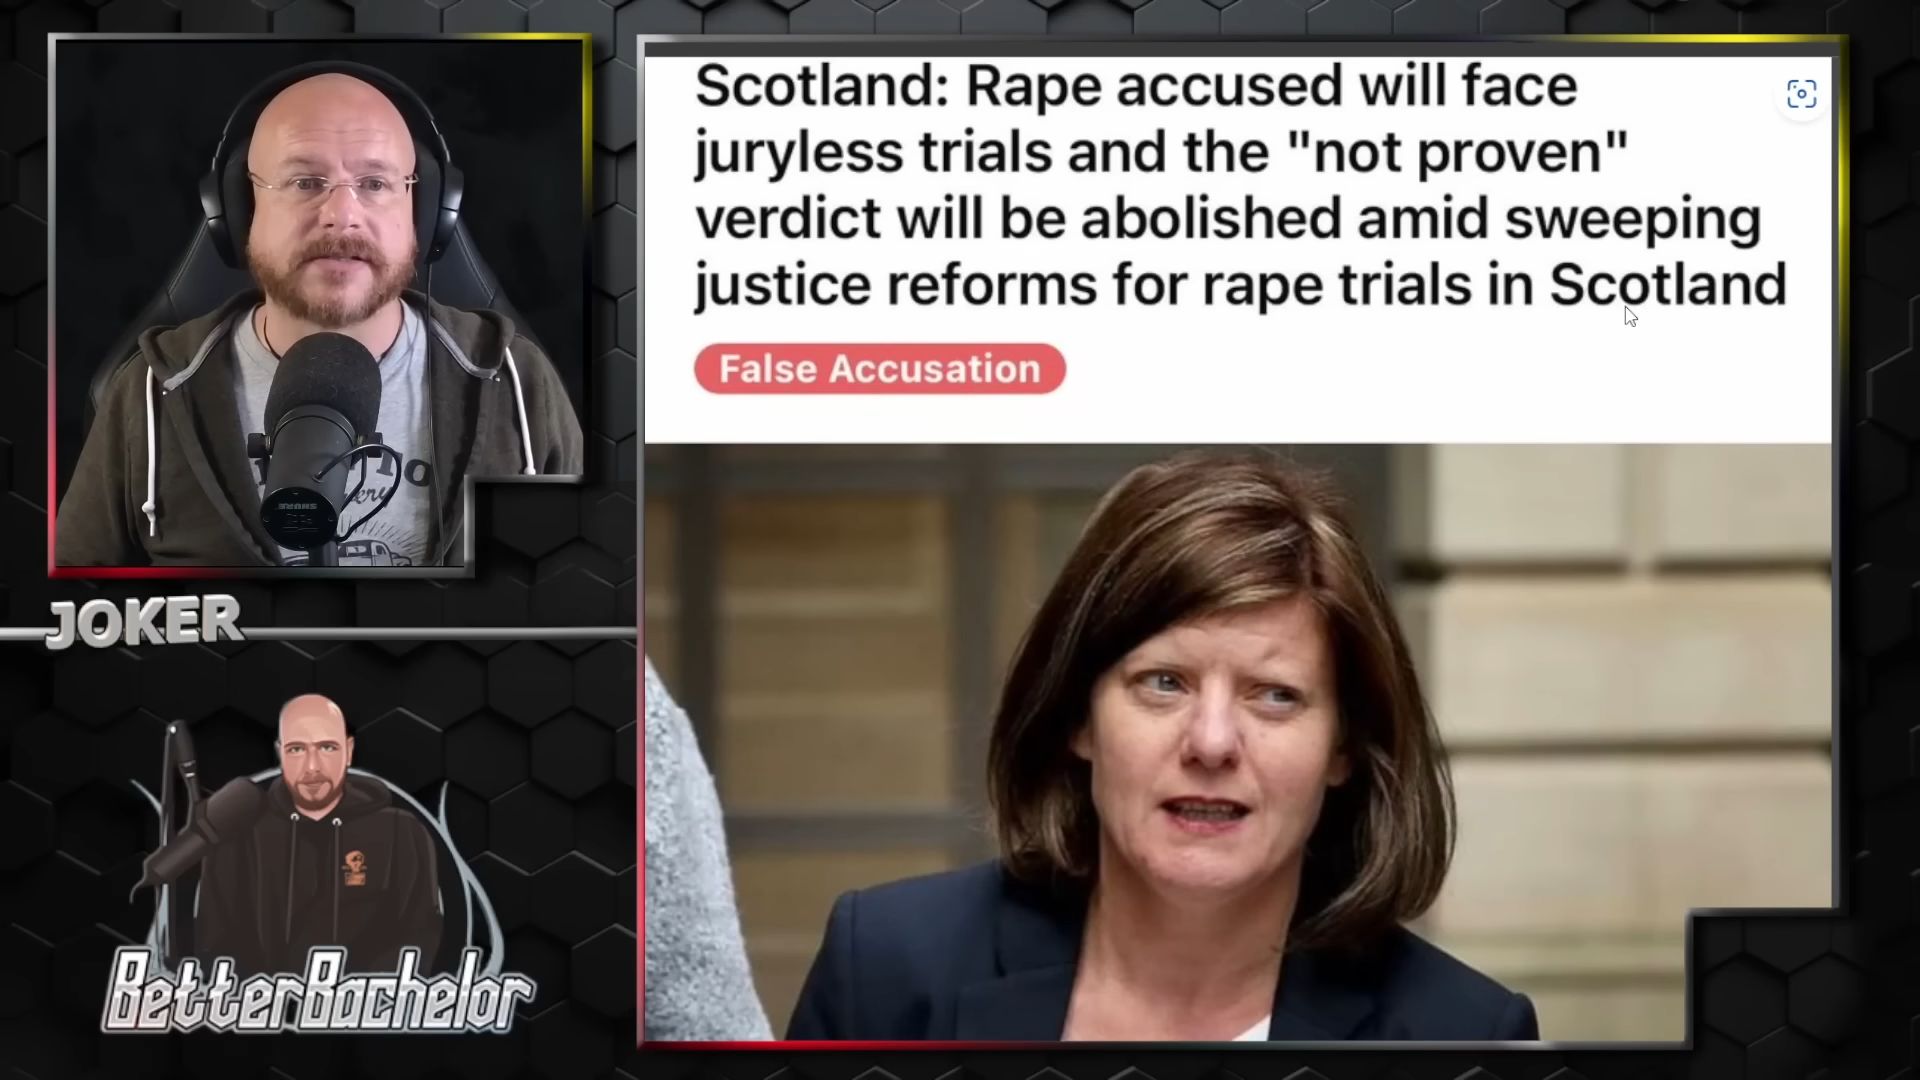 Scotland: Rape accused will face
juryless trials and the "not proven"
verdict will be abolished amid sweeping
justice reforms for rape trials in Scotland
False Accusation
SHURE
JOKER
BetterBachelor